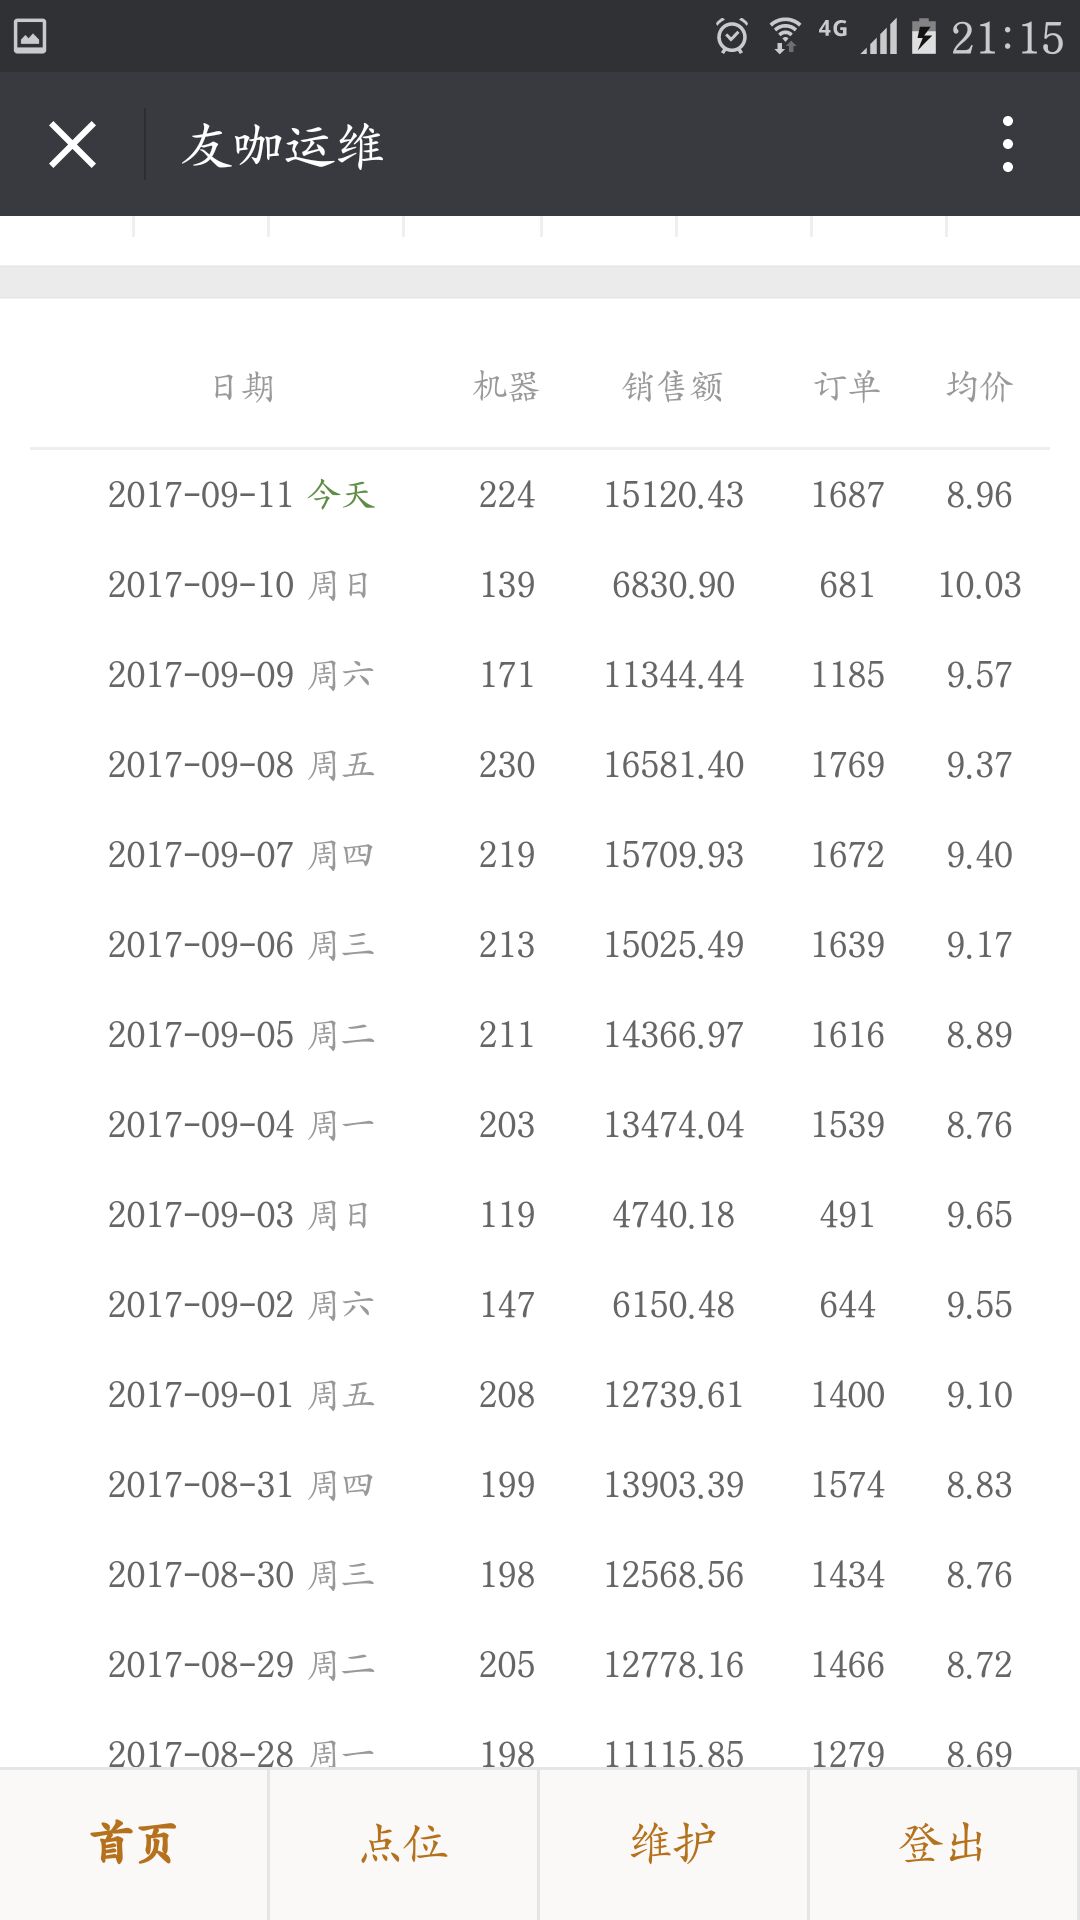 4G 21:15
友咖运维
日期 机器 销售额 订单 均价
2017-09-11 今天 224 15120.43 1687 8.96
2017-09-10 周日 139 6830.90 681 10.03
2017-09-09 周六 171 11344.44 1185 9.57
2017-09-08 周五 230 16581.40 1769 9.37
2017-09-07 周四 219 15709.93 1672 9.40
2017-09-06 周三 213 15025.49 1639 9.17
2017-09-05 周二 211 14366.97 1616 8.89
2017-09-04 周一 203 13474.04 1539 8.76
2017-09-03 周日 119 4740.18 491 9.65
2017-09-02 周六 147 6150.48 644 9.55
2017-09-01 周五 208 12739.61 1400 9.10
2017-08-31 周四 199 13903.39 1574 8.83
2017-08-30 周三 198 12568.56 1434 8.76
2017-08-29 周二 205 12778.16 1466 8.72
2017-08-28 周一 198 11115.85 1279 8.69
首页 点位 维护 登出